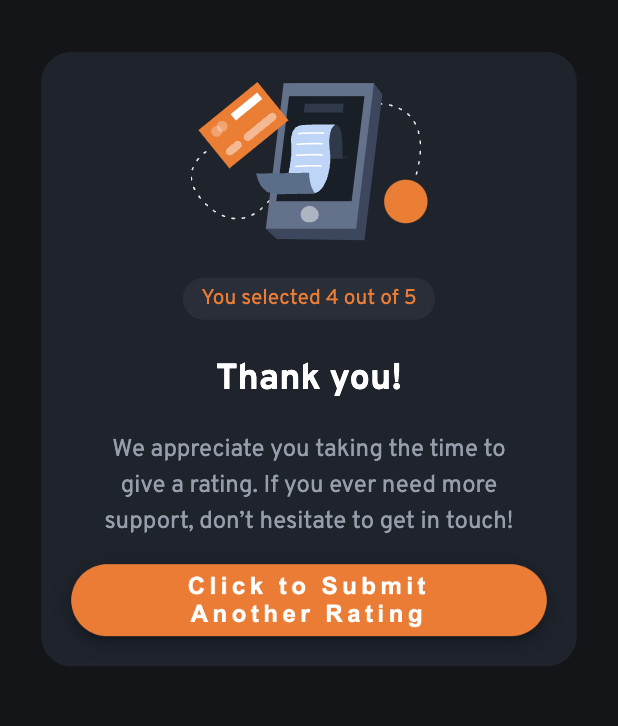 You selected 4 out of 5
Thank you!
We appreciate you taking the time to
give a rating. If you ever need more
support, don’t hesitate to get in touch!
Click to Submit
Another Rating